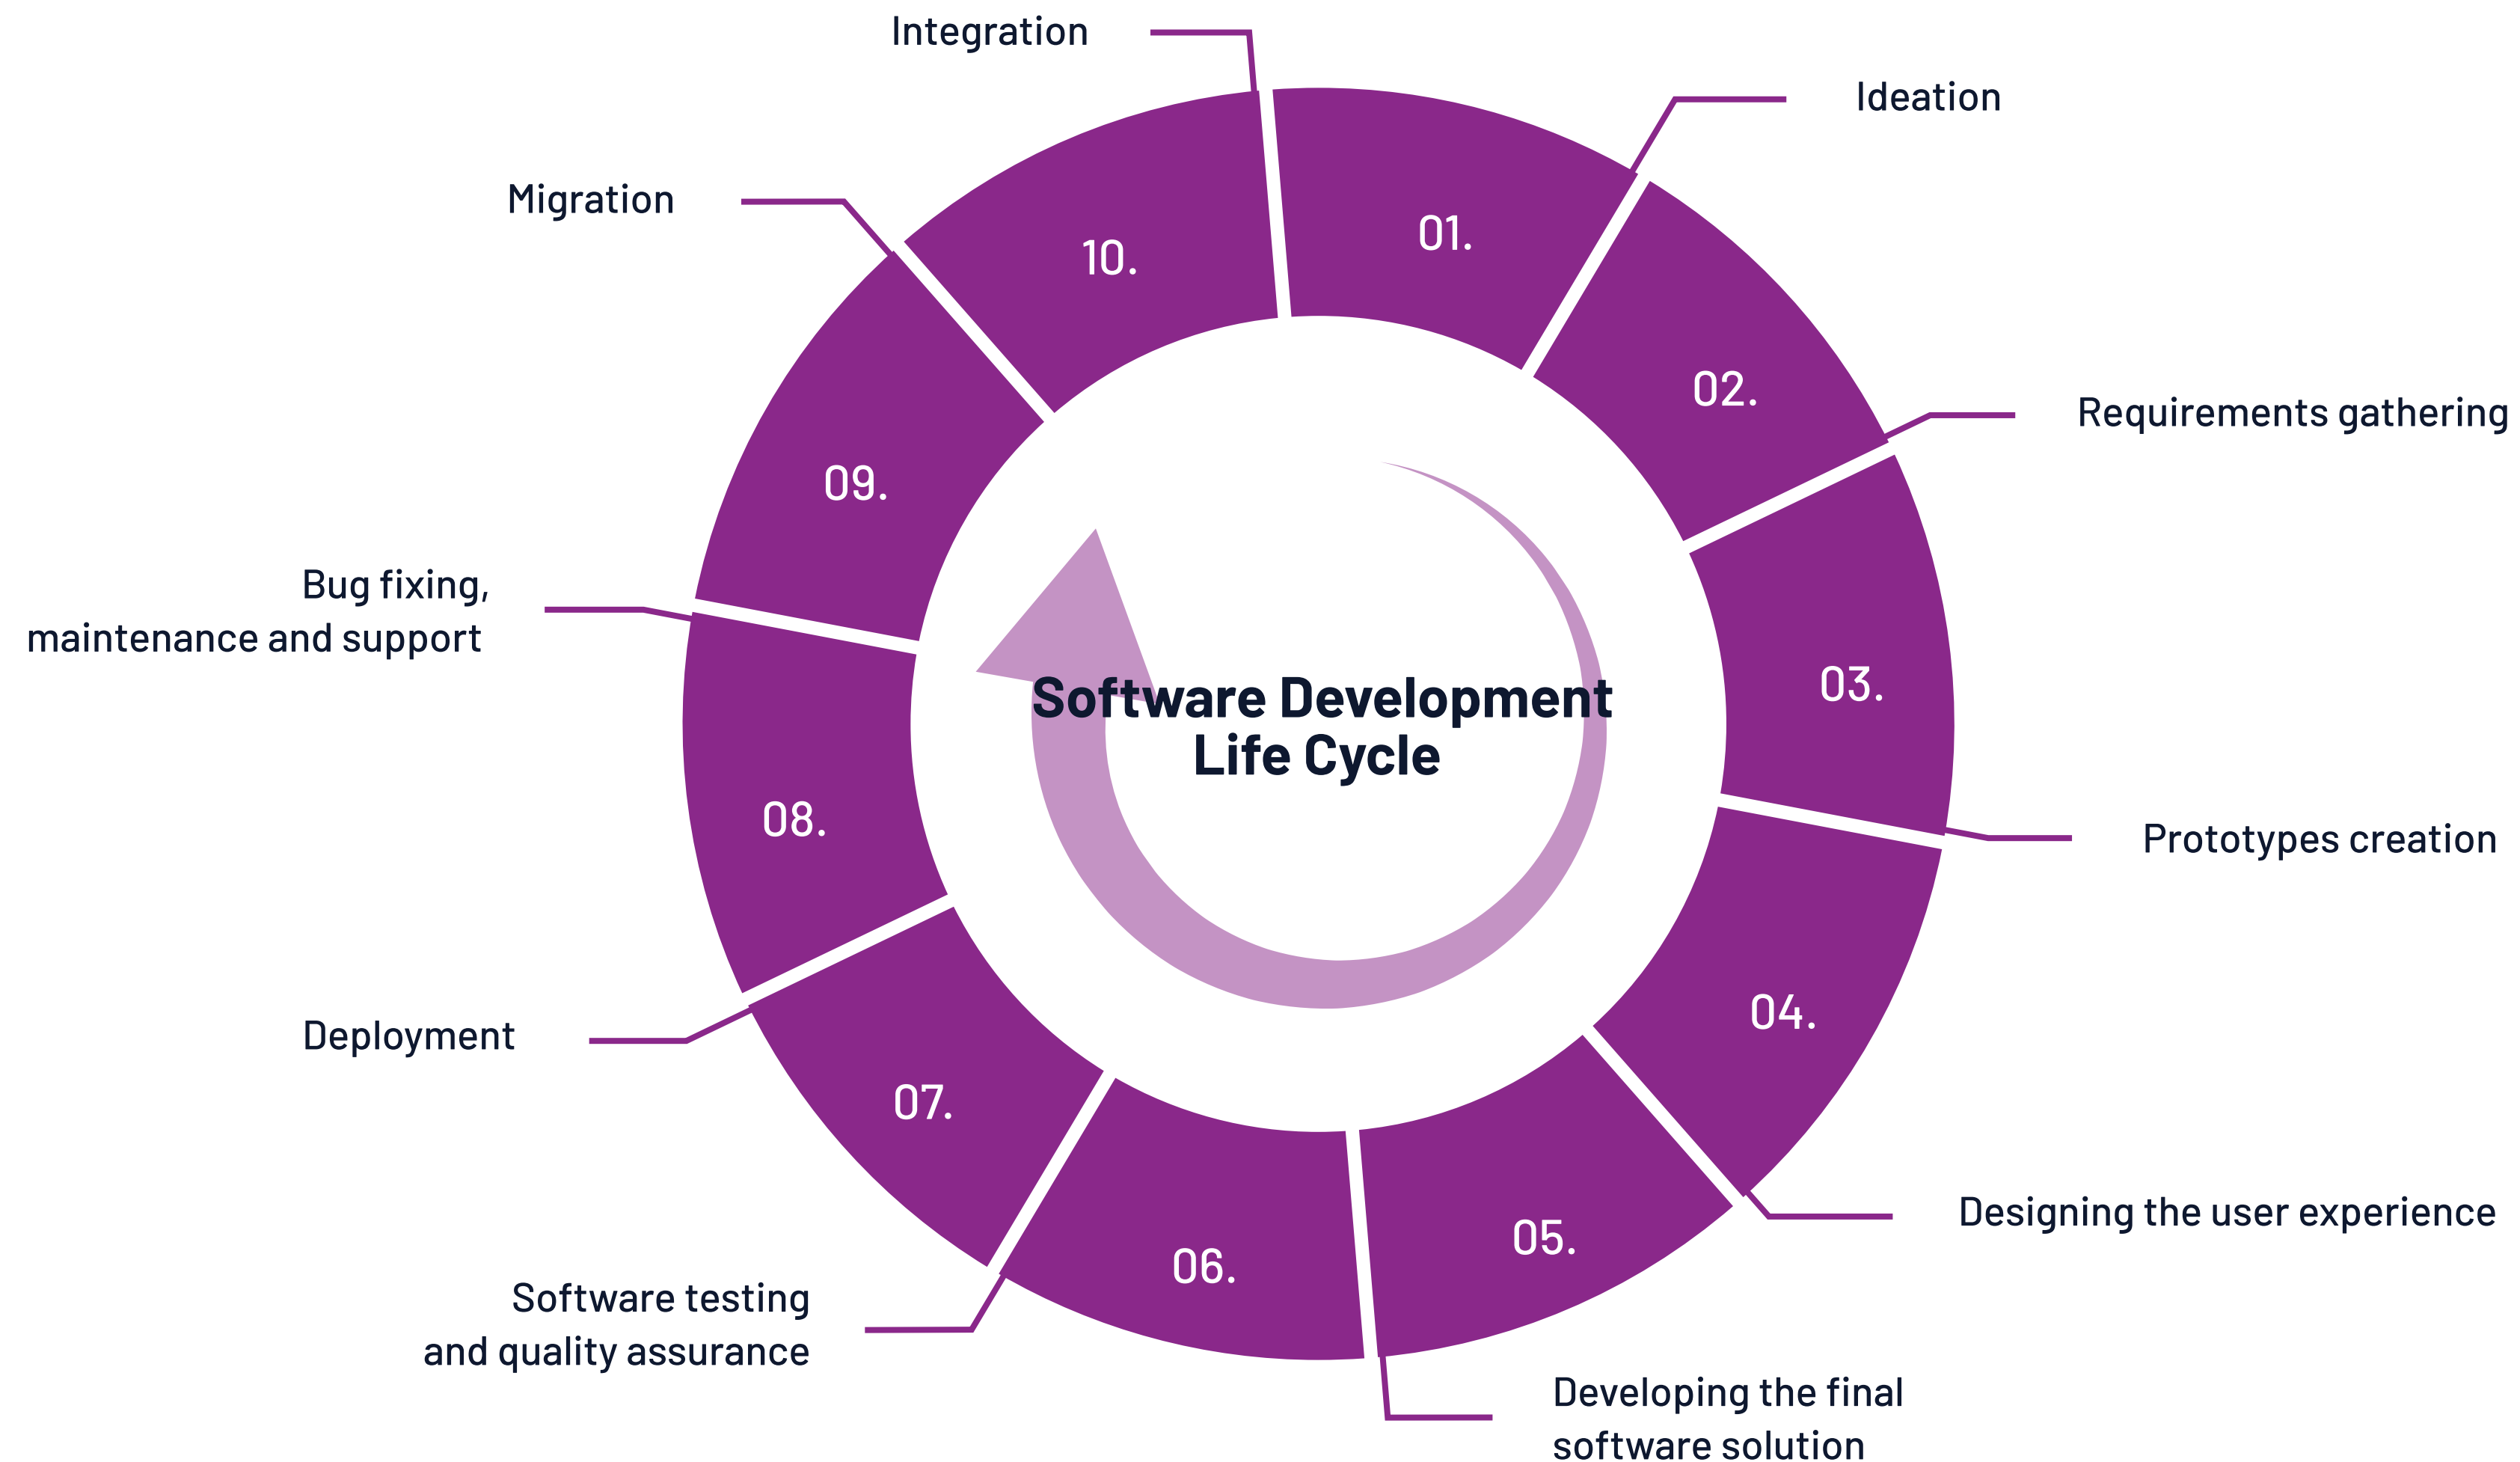 Integration
Ideation
Migration
01.
10.
02.
Requirements gathering
09.
Bug fixing,
maintenance and support
03.
Software Development
Life Cycle
08.
Prototypes creation
04.
Deployment
07.
Designing the user experience
05.
06.
Software testing
and quality assurance
Developing the final
software solution